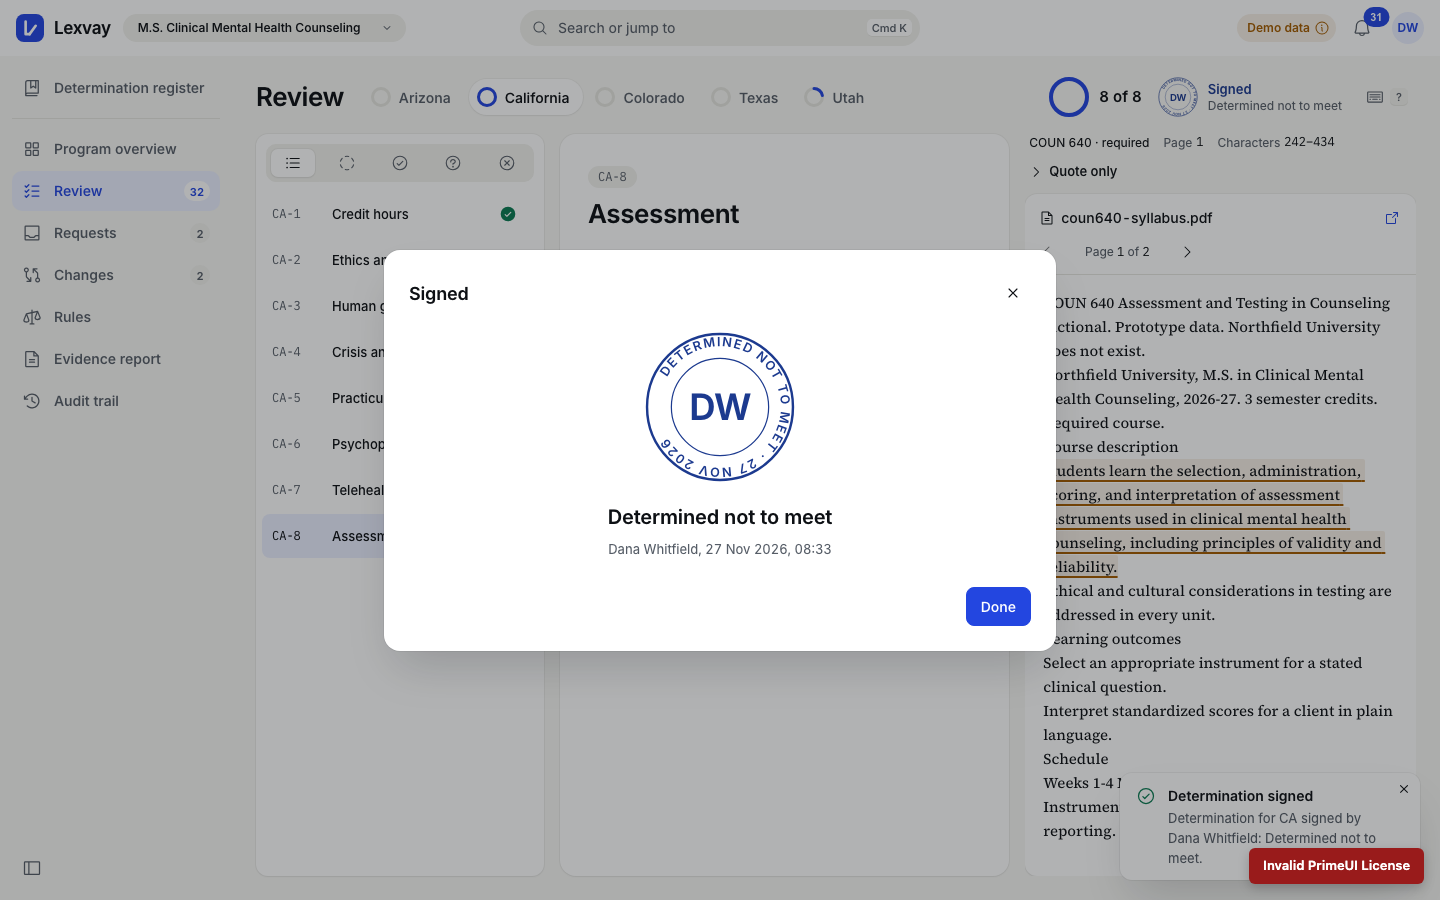 Lexvay
M.S. Clinical Mental Health Counseling
Search or jump to
Cmd K
Demo data
31
DW
Determination register
Program overview
Review
32
Requests
2
Changes
2
Rules
Evidence report
Audit trail
Review
Arizona
California
Colorado
Texas
Utah
8 of 8
DW
Signed
Determined not to meet
?
CA-1 Credit hours
CA-2 Ethics a
CA-3 Human g
CA-4 Crisis an
CA-5 Practicu
CA-6 Psychop
CA-7 Teleheal
CA-8 Assessm
CA-8
Assessment
COUN 640 · required Page 1 Characters 242–434
Quote only
coun640-syllabus.pdf
Page 1 of 2
OUN 640 Assessment and Testing in Counseling
ctional. Prototype data. Northfield University
oes not exist.
orthfield University, M.S. in Clinical Mental
ealth Counseling, 2026-27. 3 semester credits.
equired course.
ourse description
udents learn the selection, administration,
coring, and interpretation of assessment
struments used in clinical mental health
ounseling, including principles of validity and
eliability.
thical and cultural considerations in testing are
ddressed in every unit.
earning outcomes
Select an appropriate instrument for a stated
clinical question.
Interpret standardized scores for a client in plain
language.
Schedule
Weeks 1-4
Instrumen
reporting.
Signed
DETERMINED NOT TO MEET · 27 NOV 2026
DW
Determined not to meet
Dana Whitfield, 27 Nov 2026, 08:33
Done
Determination signed
Determination for CA signed by
Dana Whitfield: Determined not to
meet.
Invalid PrimeUI License